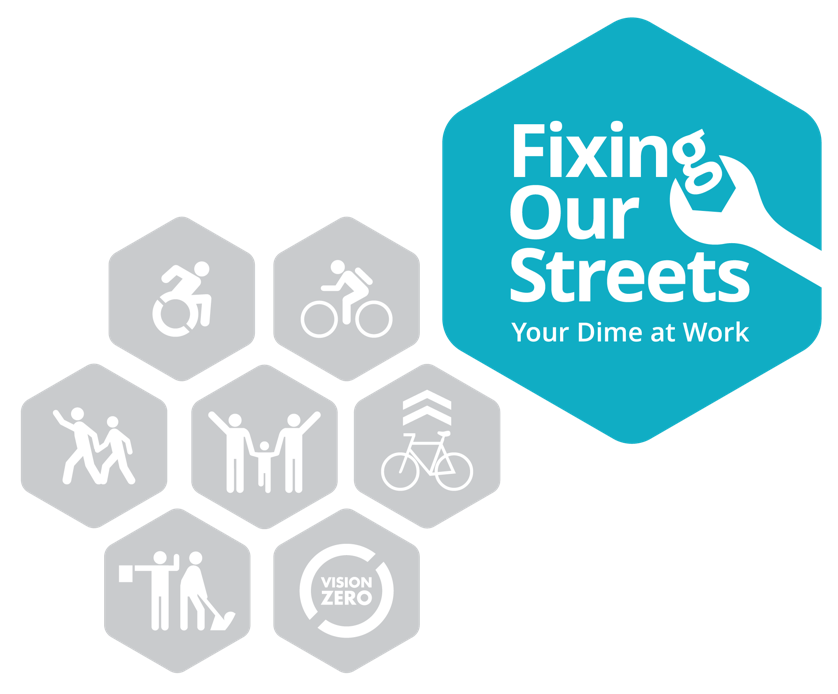 Fixing
Our
Streets
Your Dime at Work
VISION
ZERO